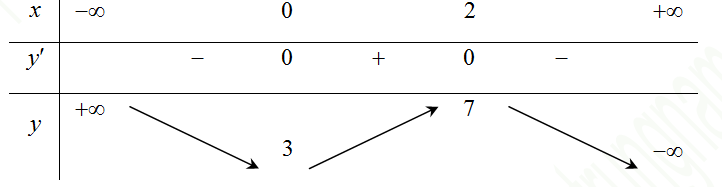 x −∞ 0 2 +∞
y′ − 0 + 0 −
+∞ 7
y
3 −∞